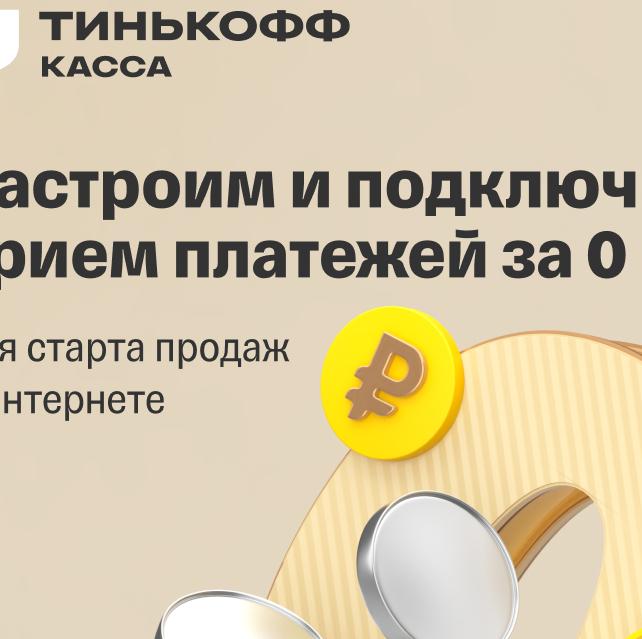 ТИНЬКОФФ
КАССА
астроим и подключ
рием платежей за 0
я старта продаж
нтернете
₽